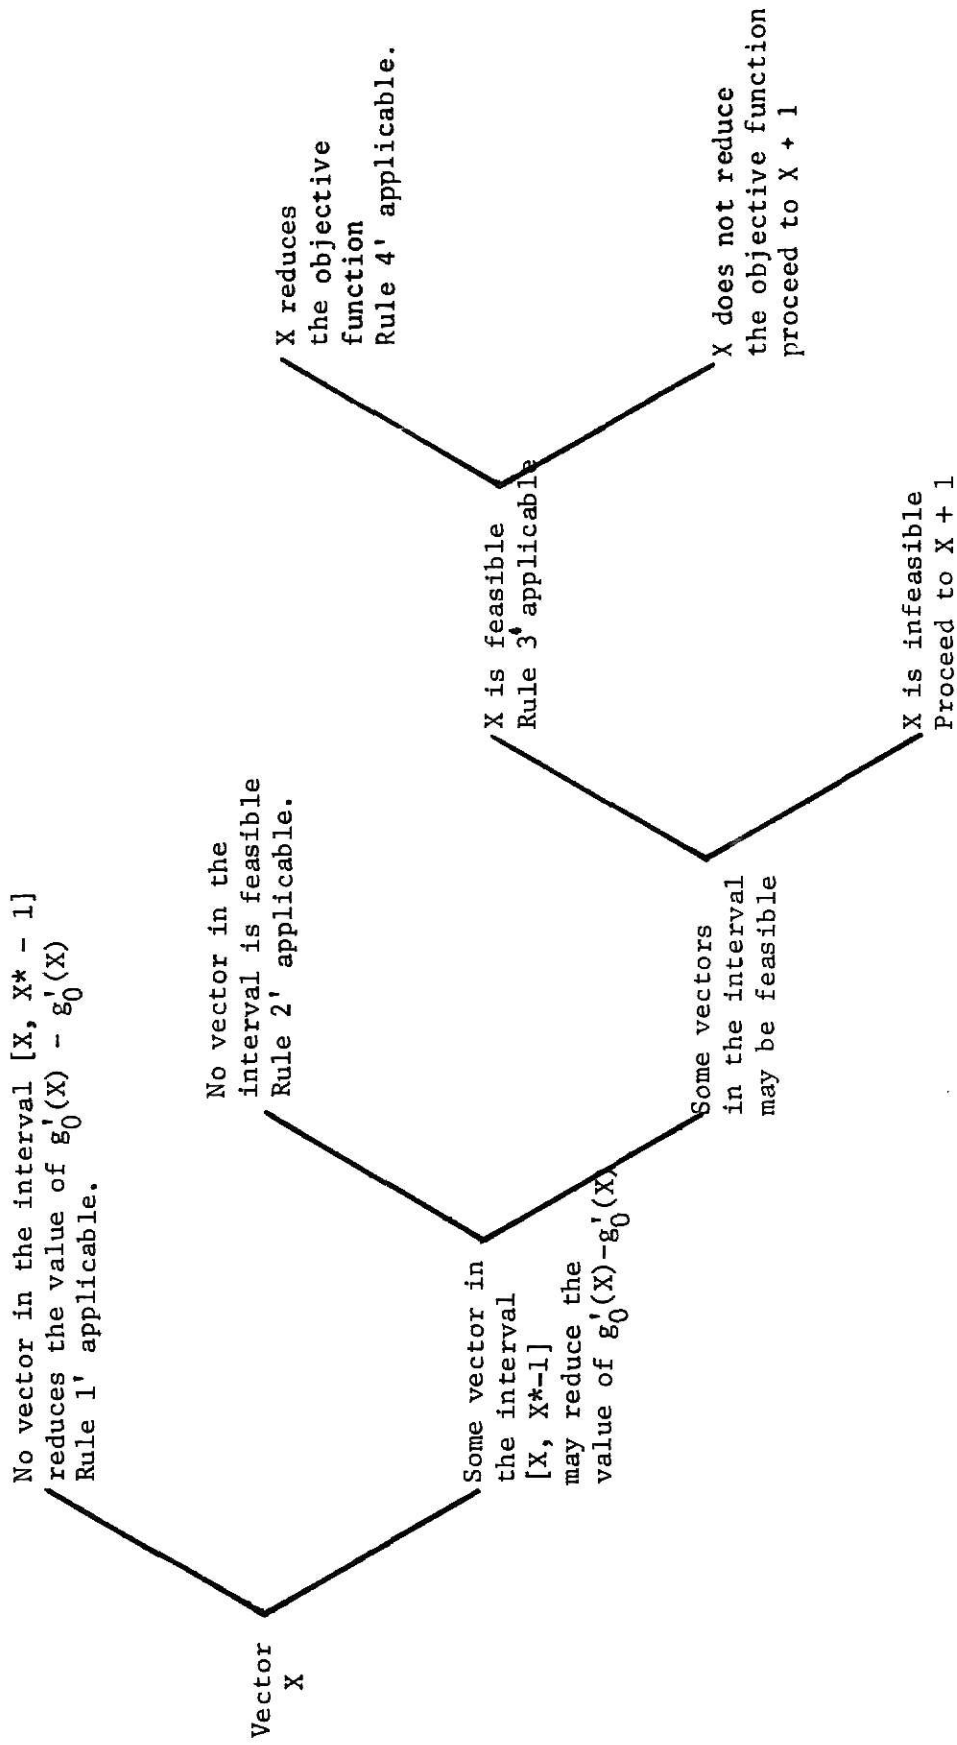 Vector
X
No vector in the interval [X, X* - 1]
reduces the value of g₀'(X) - g₀'(X)
Rule 1' applicable.
Some vector in
the interval
[X, X*-1]
may reduce the
value of g₀'(X)-g₀'(X)
No vector in the
interval is feasible
Rule 2' applicable.
Some vectors
in the interval
may be feasible
X is feasible
Rule 3' applicable
X is infeasible
Proceed to X + 1
X reduces
the objective
function
Rule 4' applicable.
X does not reduce
the objective function
proceed to X + 1